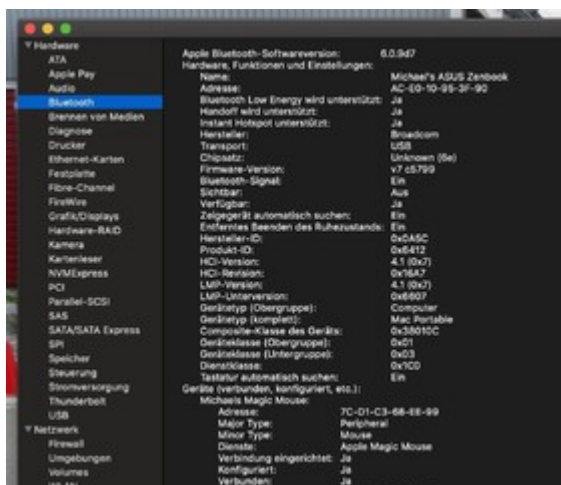 Hardware
ATA
Apple Pay
Audio
Bluetooth
Brennen von Medien
Diagnose
Drucker
Ethernet-Karten
Festplatte
Fibre-Channel
FireWire
Grafik/Displays
Hardware-RAID
Kamera
Kartenleser
NVMExpress
PCI
Parallel-SCSI
SAS
SATA/SATA Express
SPI
Speicher
Steuerung
Stromversorgung
Thunderbolt
USB
Netzwerk
Firewall
Umgebungen
Volumes
WLAN
Apple Bluetooth-Softwareversion: 6.0.9d7
Hardware, Funktionen und Einstellungen:
Name: Michael's ASUS Zenbook
Adresse: AC-E0-10-95-3F-90
Bluetooth Low Energy wird unterstützt: Ja
Handoff wird unterstützt: Ja
Instant Hotspot unterstützt: Ja
Hersteller: Broadcom
Transport: USB
Chipsatz: Unknown (6e)
Firmware-Version: v7 c5799
Bluetooth-Signal: Ein
Sichtbar: Aus
Verfügbar: Ja
Zeigegerät automatisch suchen: Ein
Entferntes Beenden des Ruhezustands: Ein
Hersteller-ID: 0x0A5C
Produkt-ID: 0x6412
HCI-Version: 4.1 (0x7)
HCI-Revision: 0x16A7
LMP-Version: 4.1 (0x7)
LMP-Unterversion: 0x6607
Gerätetyp (Obergruppe): Computer
Gerätetyp (komplett): Mac Portable
Composite-Klasse des Geräts: 0x38010C
Geräteklasse (Obergruppe): 0x01
Geräteklasse (Untergruppe): 0x03
Dienstklasse: 0x1C0
Tastatur automatisch suchen: Ein
Geräte (verbunden, konfiguriert, etc.):
Michaels Magic Mouse:
Adresse: 7C-D1-C3-68-EE-99
Major Type: Peripheral
Minor Type: Mouse
Dienste: Apple Magic Mouse
Verbindung eingerichtet: Ja
Konfiguriert: Ja
Verbunden: Ja